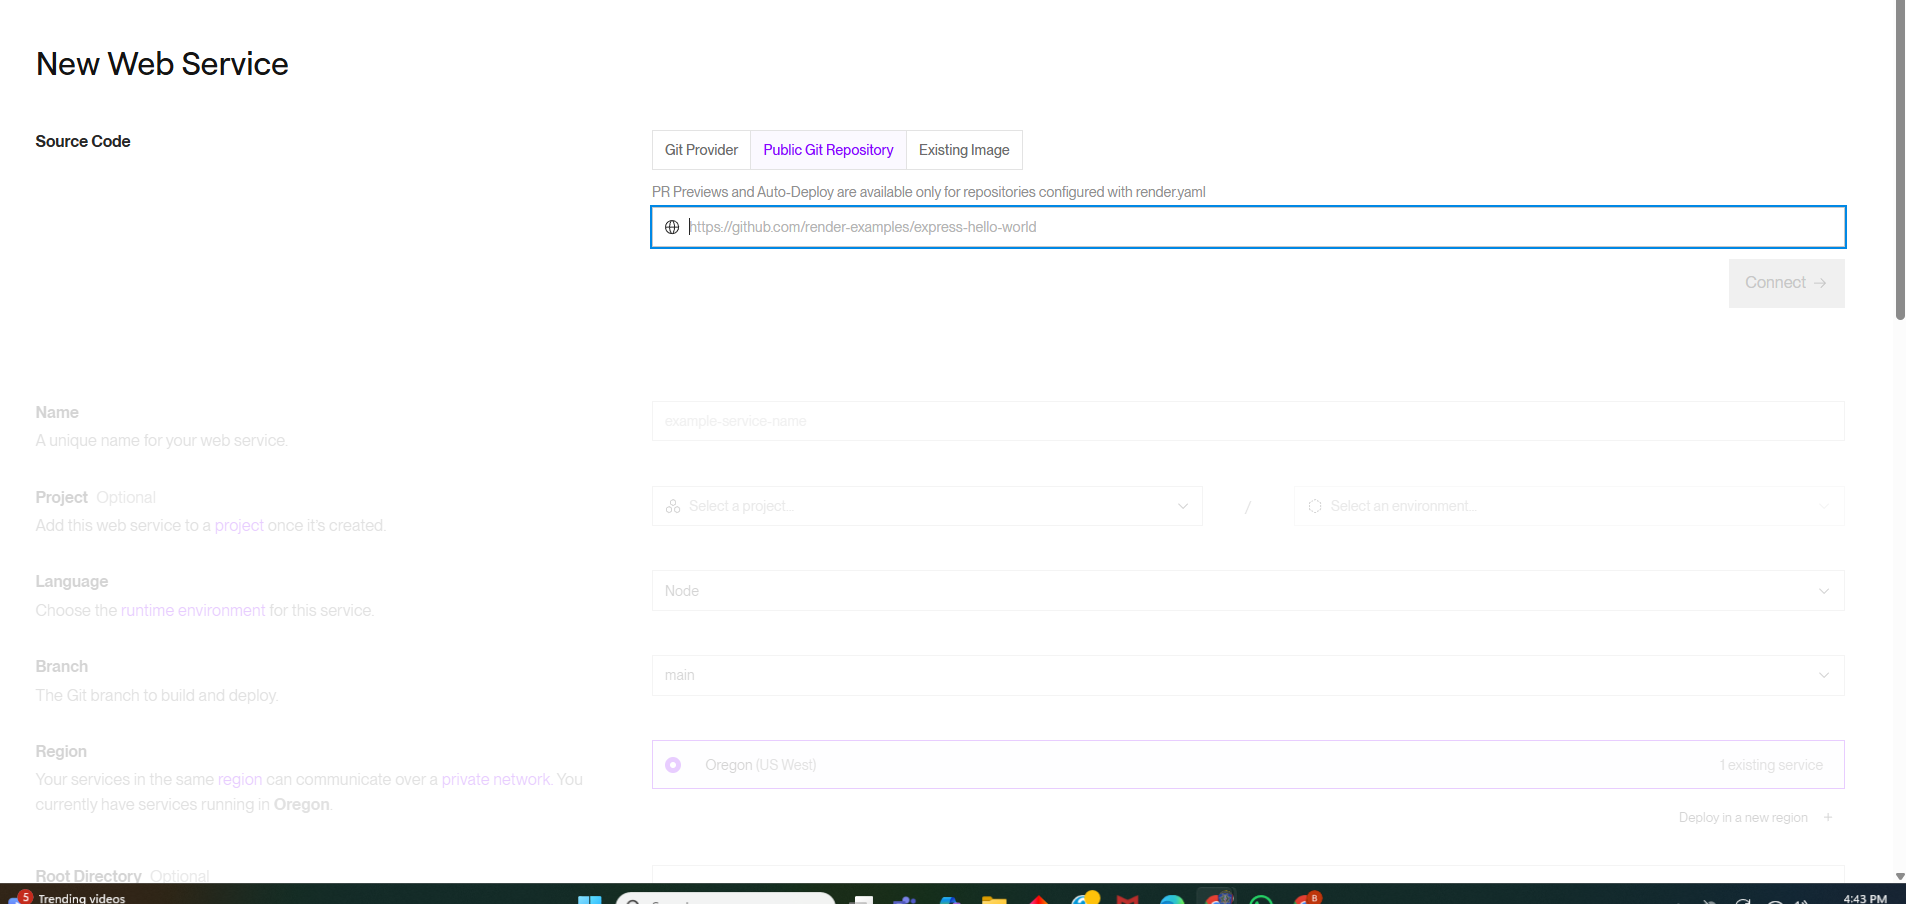 New Web Service
Source Code
Git Provider
Public Git Repository
Existing Image
PR Previews and Auto-Deploy are available only for repositories configured with render.yaml
https://github.com/render-examples/express-hello-world
Connect →
Name
A unique name for your web service.
example-service-name
Project Optional
Add this web service to a project once it's created.
Select a project...
/
Select an environment...
Language
Choose the runtime environment for this service.
Node
Branch
The Git branch to build and deploy.
main
Region
Your services in the same region can communicate over a private network. You
currently have services running in Oregon.
Oregon (US West)
1 existing service
Deploy in a new region +
Root Directory Optional
5
Trending videos
8
4:43 PM